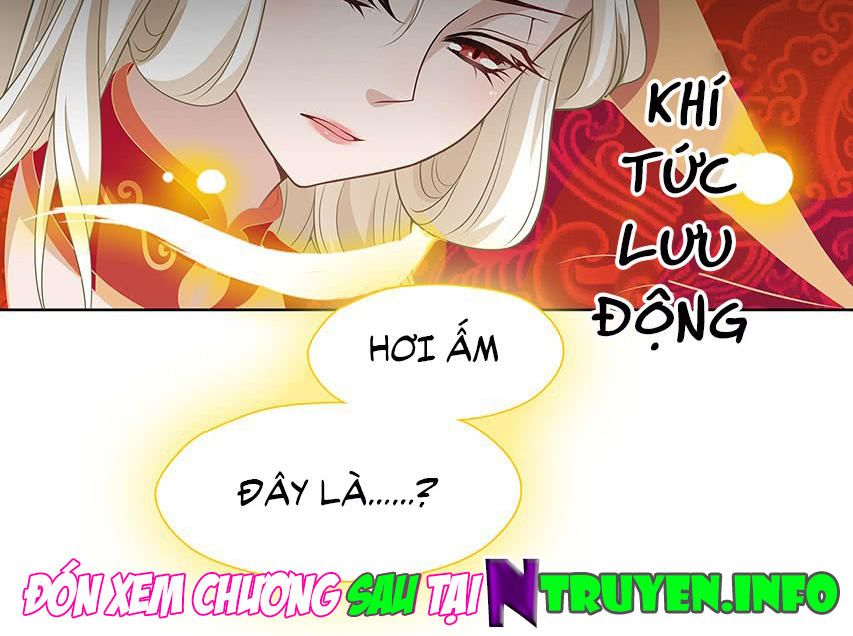 KHÍ
TỨC
LƯU
ĐỘNG
HƠI ẤM
ĐÂY LÀ......?
ĐÓN XEM CHƯƠNG SAU TẠI NTRUYEN.INFO